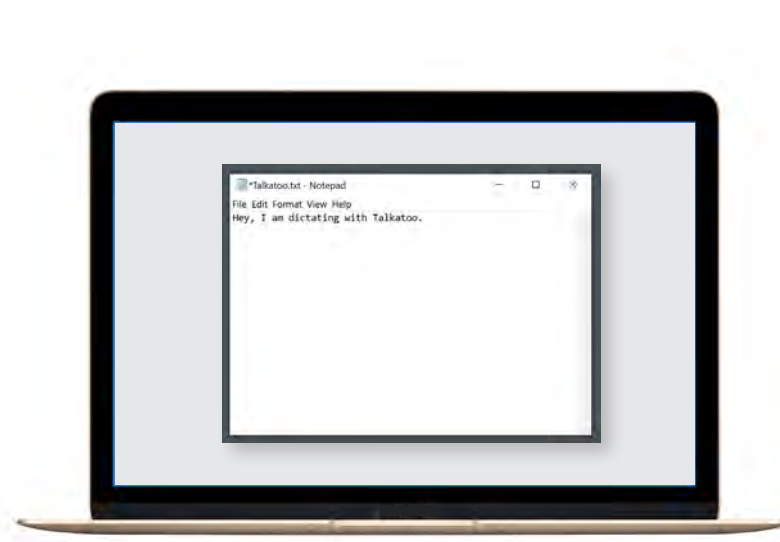 *Talkatoo.txt - Notepad
File Edit Format View Help
Hey, I am dictating with Talkatoo.